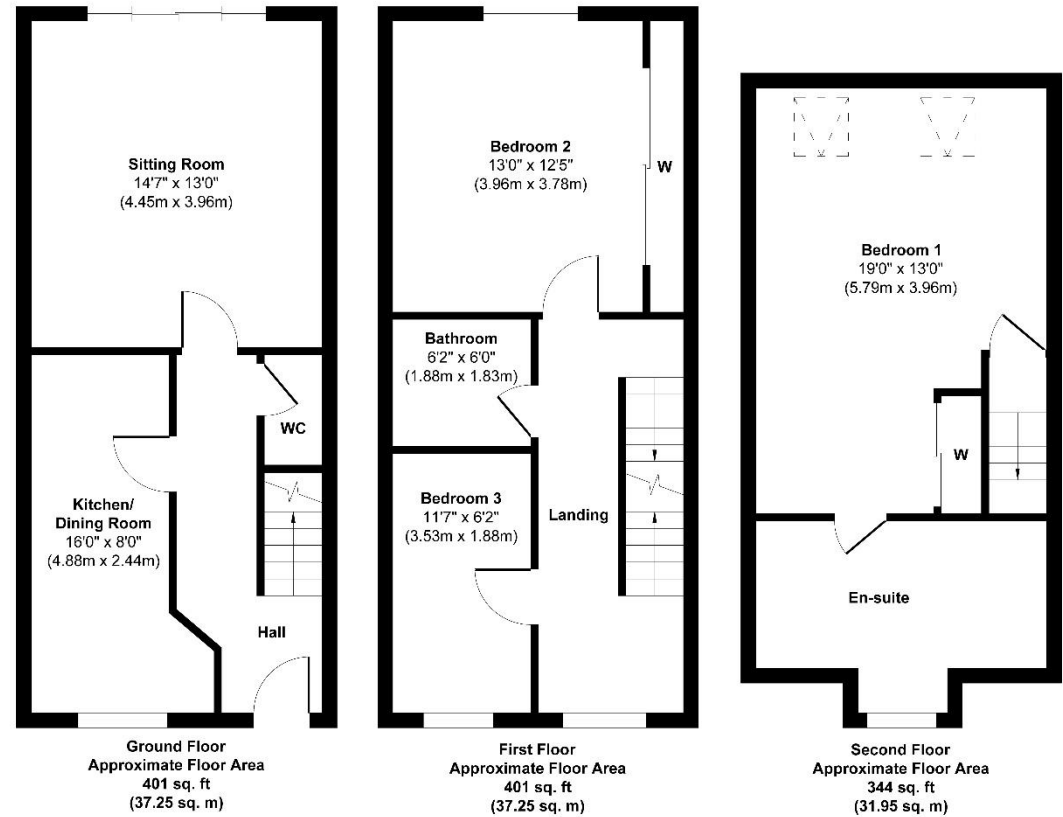 Sitting Room
14'7" x 13'0"
(4.45m x 3.96m)
WC
Kitchen/
Dining Room
16'0" x 8'0"
(4.88m x 2.44m)
Hall
Ground Floor
Approximate Floor Area
401 sq. ft
(37.25 sq. m)
Bedroom 2
13'0" x 12'5"
(3.96m x 3.78m)
W
Bathroom
6'2" x 6'0"
(1.88m x 1.83m)
Bedroom 3
11'7" x 6'2"
(3.53m x 1.88m)
Landing
First Floor
Approximate Floor Area
401 sq. ft
(37.25 sq. m)
Bedroom 1
19'0" x 13'0"
(5.79m x 3.96m)
W
En-suite
Second Floor
Approximate Floor Area
344 sq. ft
(31.95 sq. m)